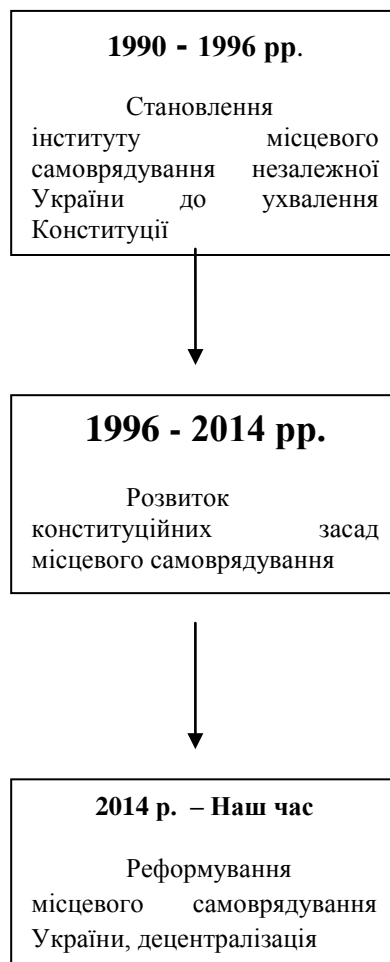 1990 - 1996 рр.
Становлення
інституту місцевого
самоврядування незалежної
України до ухвалення
Конституції
1996 - 2014 рр.
Розвиток
конституційних засад
місцевого самоврядування
2014 р. – Наш час
Реформування
місцевого самоврядування
України, децентралізація